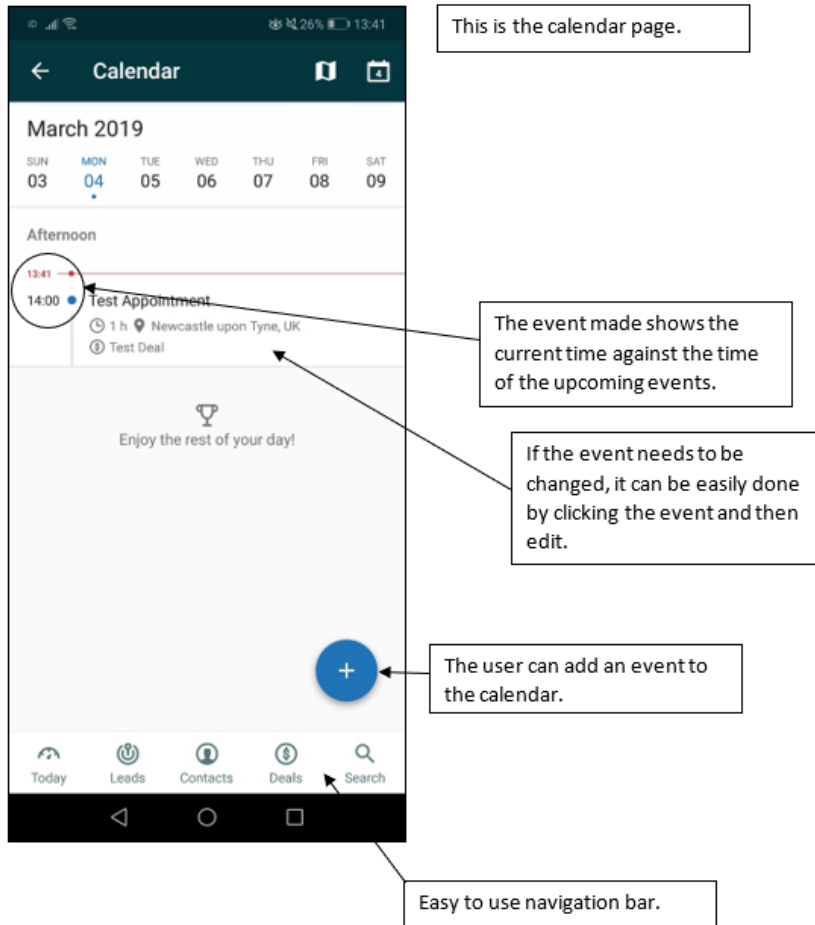 26% 13:41
This is the calendar page.
Calendar
4
March 2019
SUN MON TUE WED THU FRI SAT
03 04 05 06 07 08 09
Afternoon
13:41
14:00 Test Appointment
1 h Newcastle upon Tyne, UK
Test Deal
The event made shows the
current time against the time
of the upcoming events.
Enjoy the rest of your day!
If the event needs to be
changed, it can be easily done
by clicking the event and then
edit.
+
The user can add an event to
the calendar.
Today Leads Contacts Deals Search
Easy to use navigation bar.